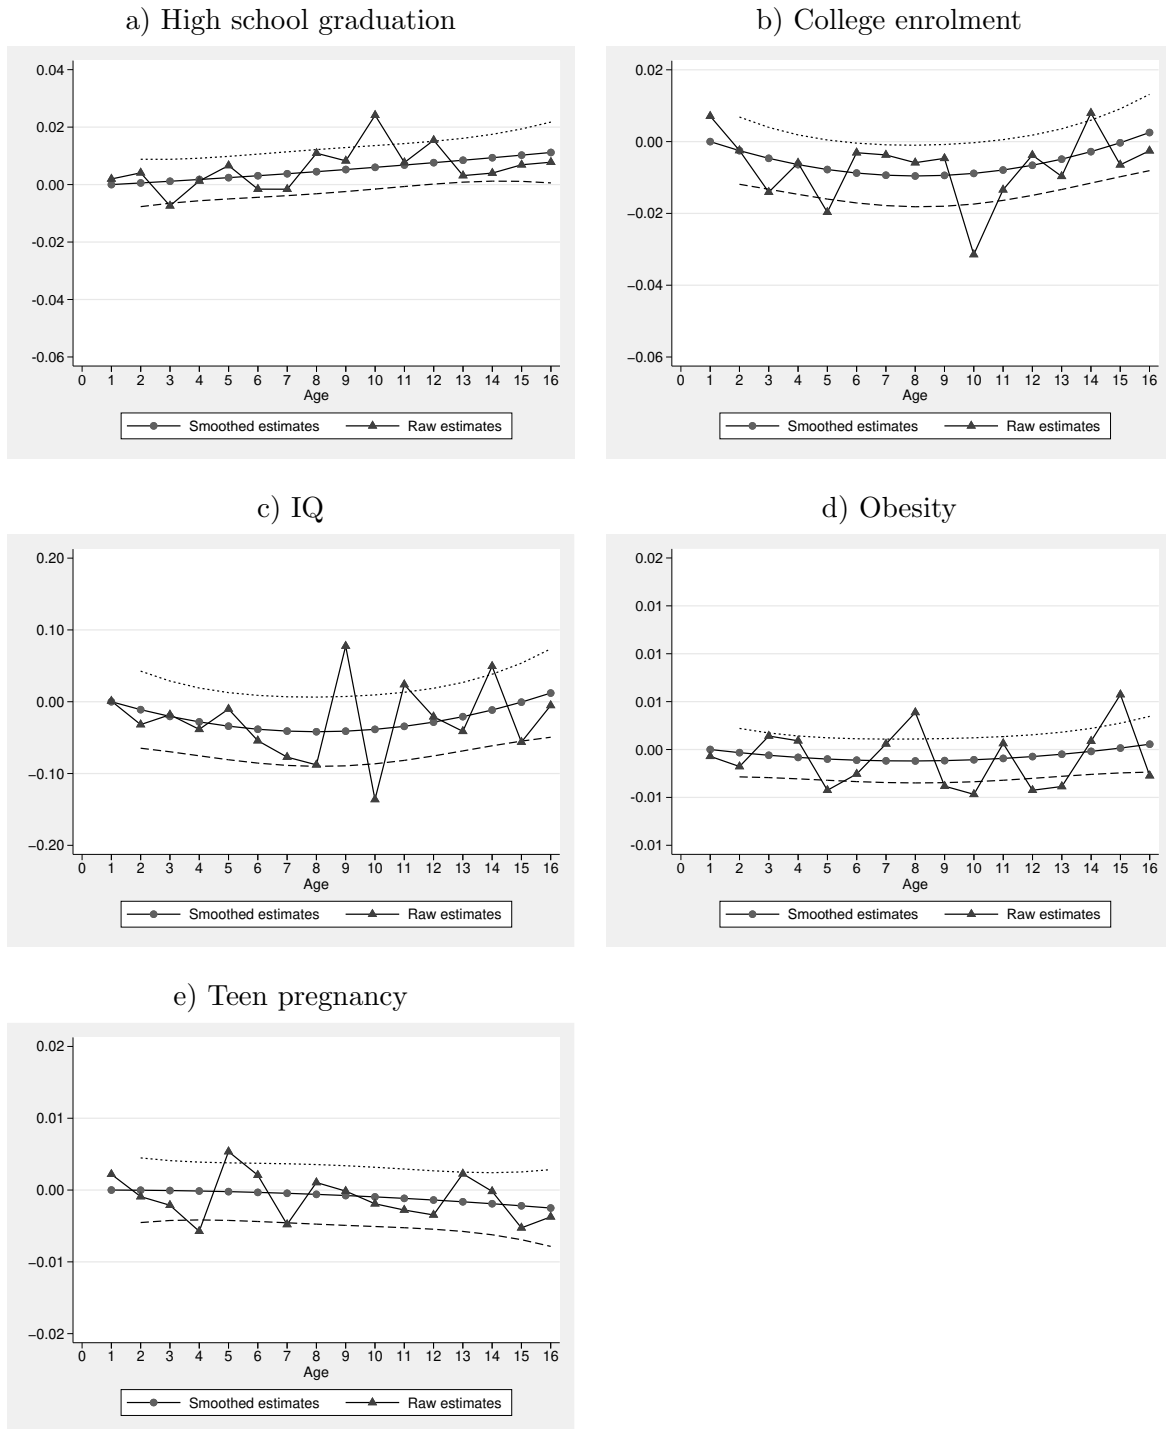 a) High school graduation
0.04
0.02
0.00
-0.02
-0.04
-0.06
0 1 2 3 4 5 6 7 8 9 10 11 12 13 14 15 16
Age
Smoothed estimates Raw estimates
b) College enrolment
0.02
0.00
−0.02
−0.04
−0.06
0 1 2 3 4 5 6 7 8 9 10 11 12 13 14 15 16
Age
Smoothed estimates Raw estimates
c) IQ
0.20
0.10
0.00
−0.10
−0.20
0 1 2 3 4 5 6 7 8 9 10 11 12 13 14 15 16
Age
Smoothed estimates Raw estimates
d) Obesity
0.02
0.01
0.01
0.01
0.00
-0.01
-0.01
0 1 2 3 4 5 6 7 8 9 10 11 12 13 14 15 16
Age
Smoothed estimates Raw estimates
e) Teen pregnancy
0.02
0.01
0.00
−0.01
−0.02
0 1 2 3 4 5 6 7 8 9 10 11 12 13 14 15 16
Age
Smoothed estimates Raw estimates